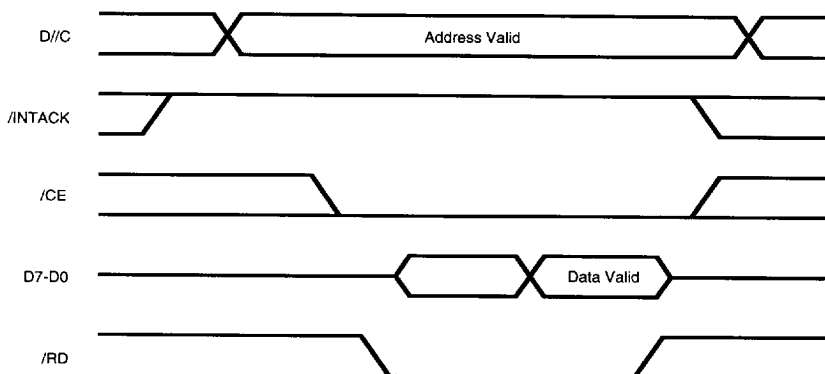 D//C
Address Valid
/INTACK
/CE
D7-D0
Data Valid
/RD